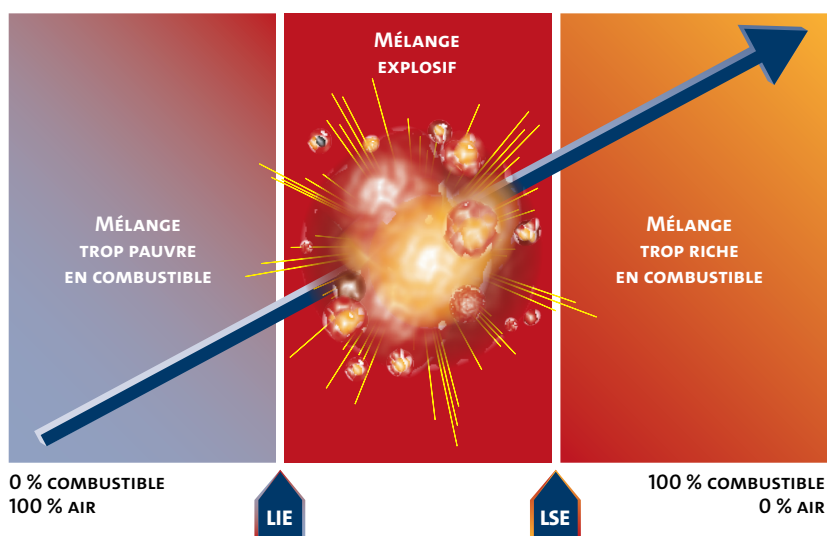 MÉLANGE
EXPLOSIF
MÉLANGE
TROP PAUVRE
EN COMBUSTIBLE
MÉLANGE
TROP RICHE
EN COMBUSTIBLE
0 % COMBUSTIBLE
100 % AIR
100 % COMBUSTIBLE
0 % AIR
LIE
LSE